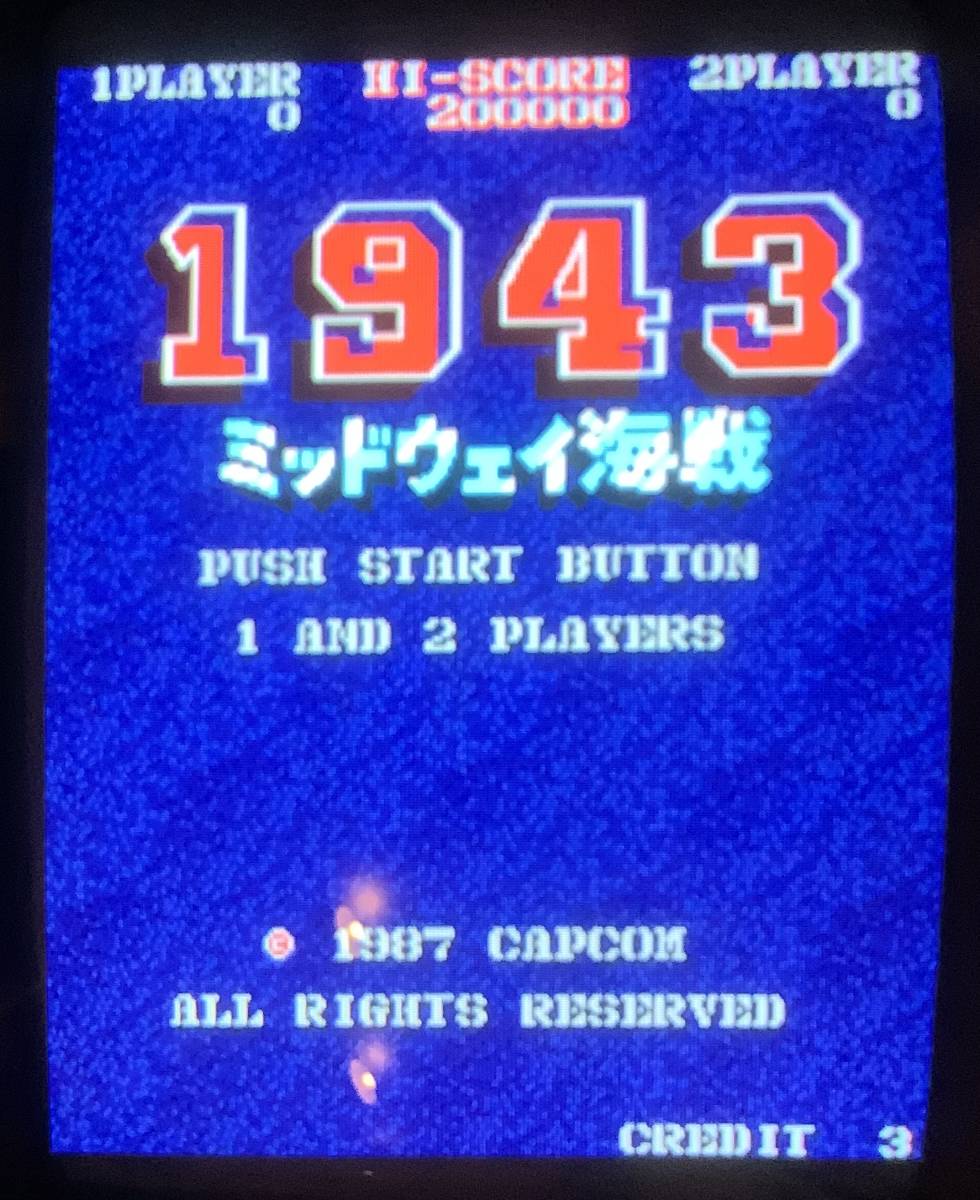 1PLAYER HI-SCORE 2PLAYER
0 200000 0
1943
ミッドウェイ海戦
PUSH START BUTTON
1 AND 2 PLAYERS
© 1987 CAPCOM
ALL RIGHTS RESERVED
CREDIT 3